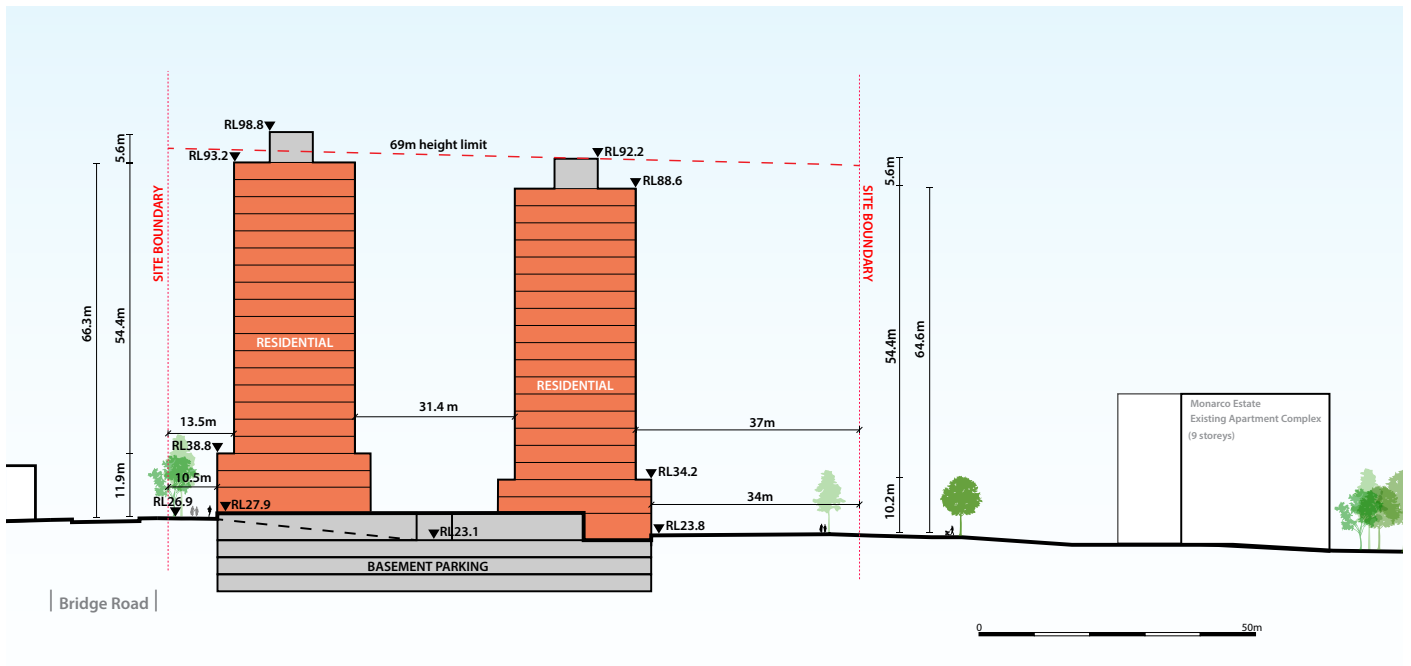 RL98.8
5.6m
69m height limit
RL93.2
RL92.2
5.6m
RL88.6
SITE BOUNDARY
SITE BOUNDARY
66.3m
54.4m
RESIDENTIAL
54.4m
64.6m
RESIDENTIAL
31.4 m
Monarco Estate
Existing Apartment Complex
(9 storeys)
13.5m
37m
RL38.8
11.9m
10.5m
RL34.2
34m
10.2m
RL26.9
RL27.9
RL23.1
RL23.8
BASEMENT PARKING
Bridge Road
0
50m